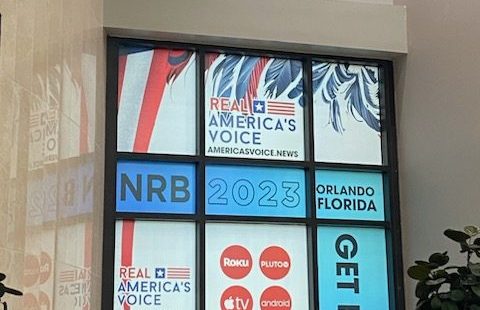 REAL
AMERICA'S
VOICE
AMERICASVOICE.NEWS
NRB 2023 ORLANDO
FLORIDA
REAL
AMERICA'S
VOICE
ROKU PLUTO
tv android
GET